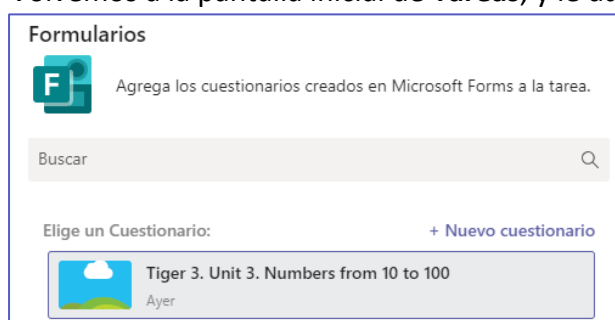 Formularios
F
Agrega los cuestionarios creados en Microsoft Forms a la tarea.
Buscar
Elige un Cuestionario: + Nuevo cuestionario
Tiger 3. Unit 3. Numbers from 10 to 100
Ayer